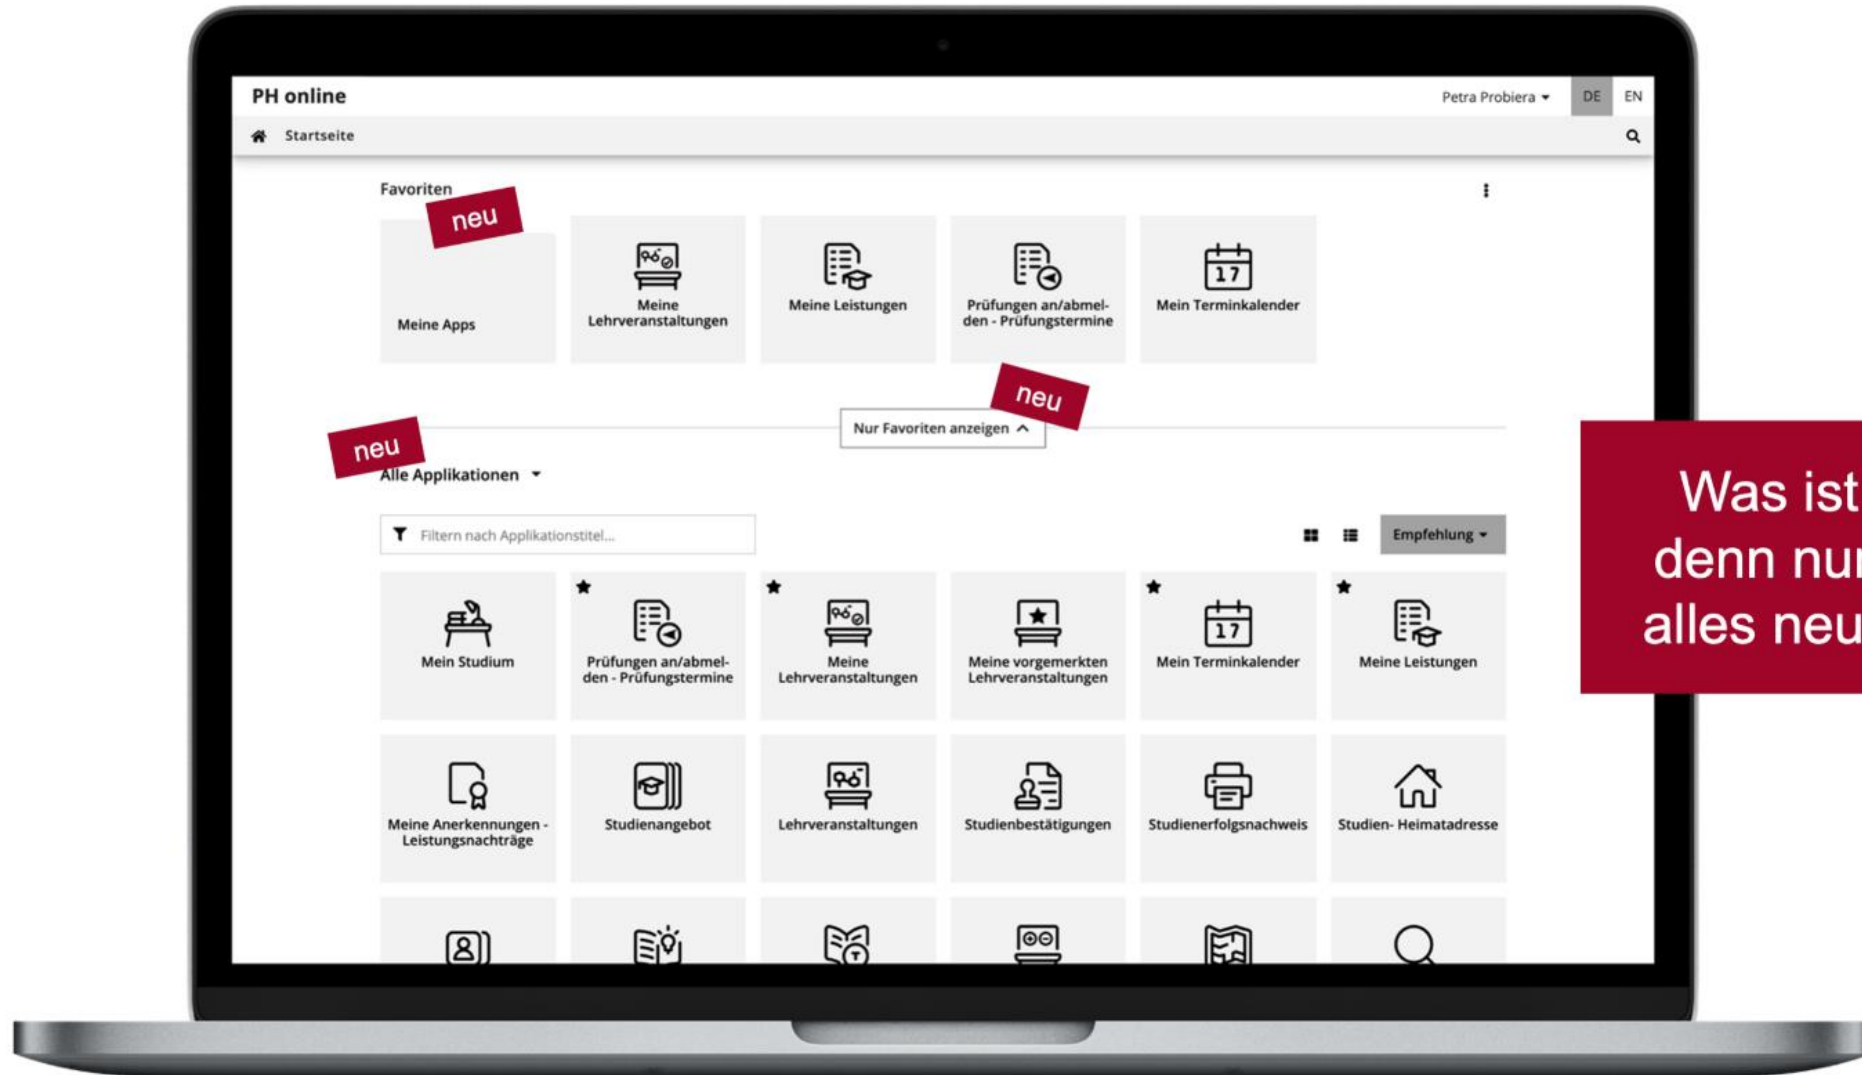 PH online
Petra Probiera
DE
EN
Startseite
Favoriten
neu
Meine Apps
Meine
Lehrveranstaltungen
Meine Leistungen
Prüfungen an/abmel-
den - Prüfungstermine
17
Mein Terminkalender
neu
Nur Favoriten anzeigen
neu
Alle Applikationen
Filtern nach Applikationstitel...
Empfehlung
Mein Studium
Prüfungen an/abmel-
den - Prüfungstermine
Meine
Lehrveranstaltungen
Meine vorgemerkten
Lehrveranstaltungen
17
Mein Terminkalender
Meine Leistungen
Meine Anerkennungen -
Leistungsnachträge
Studienangebot
Lehrveranstaltungen
Studienbestätigungen
Studienerfolgsnachweis
Studien- Heimatadresse
T
Was ist
denn nun
alles neu